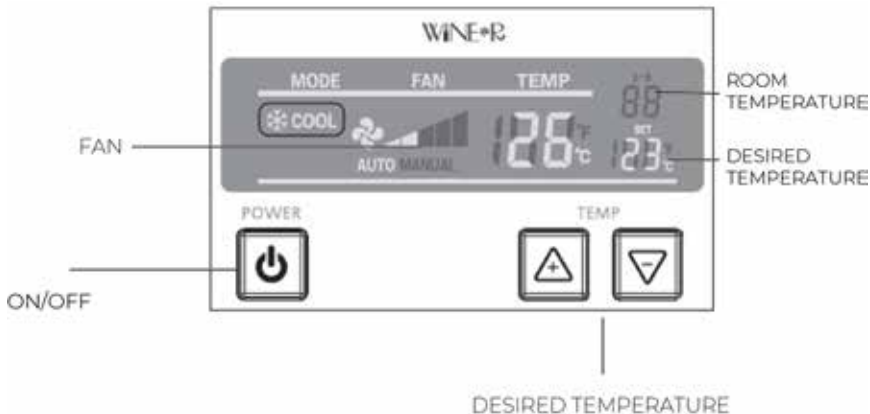 WiNE•R
MODE FAN TEMP
ROOM
TEMPERATURE
88
COOL
FAN
AUTO MANUAL
26 °F
°C
SET
23 °C
DESIRED
TEMPERATURE
POWER
TEMP
+
-
ON/OFF
DESIRED TEMPERATURE